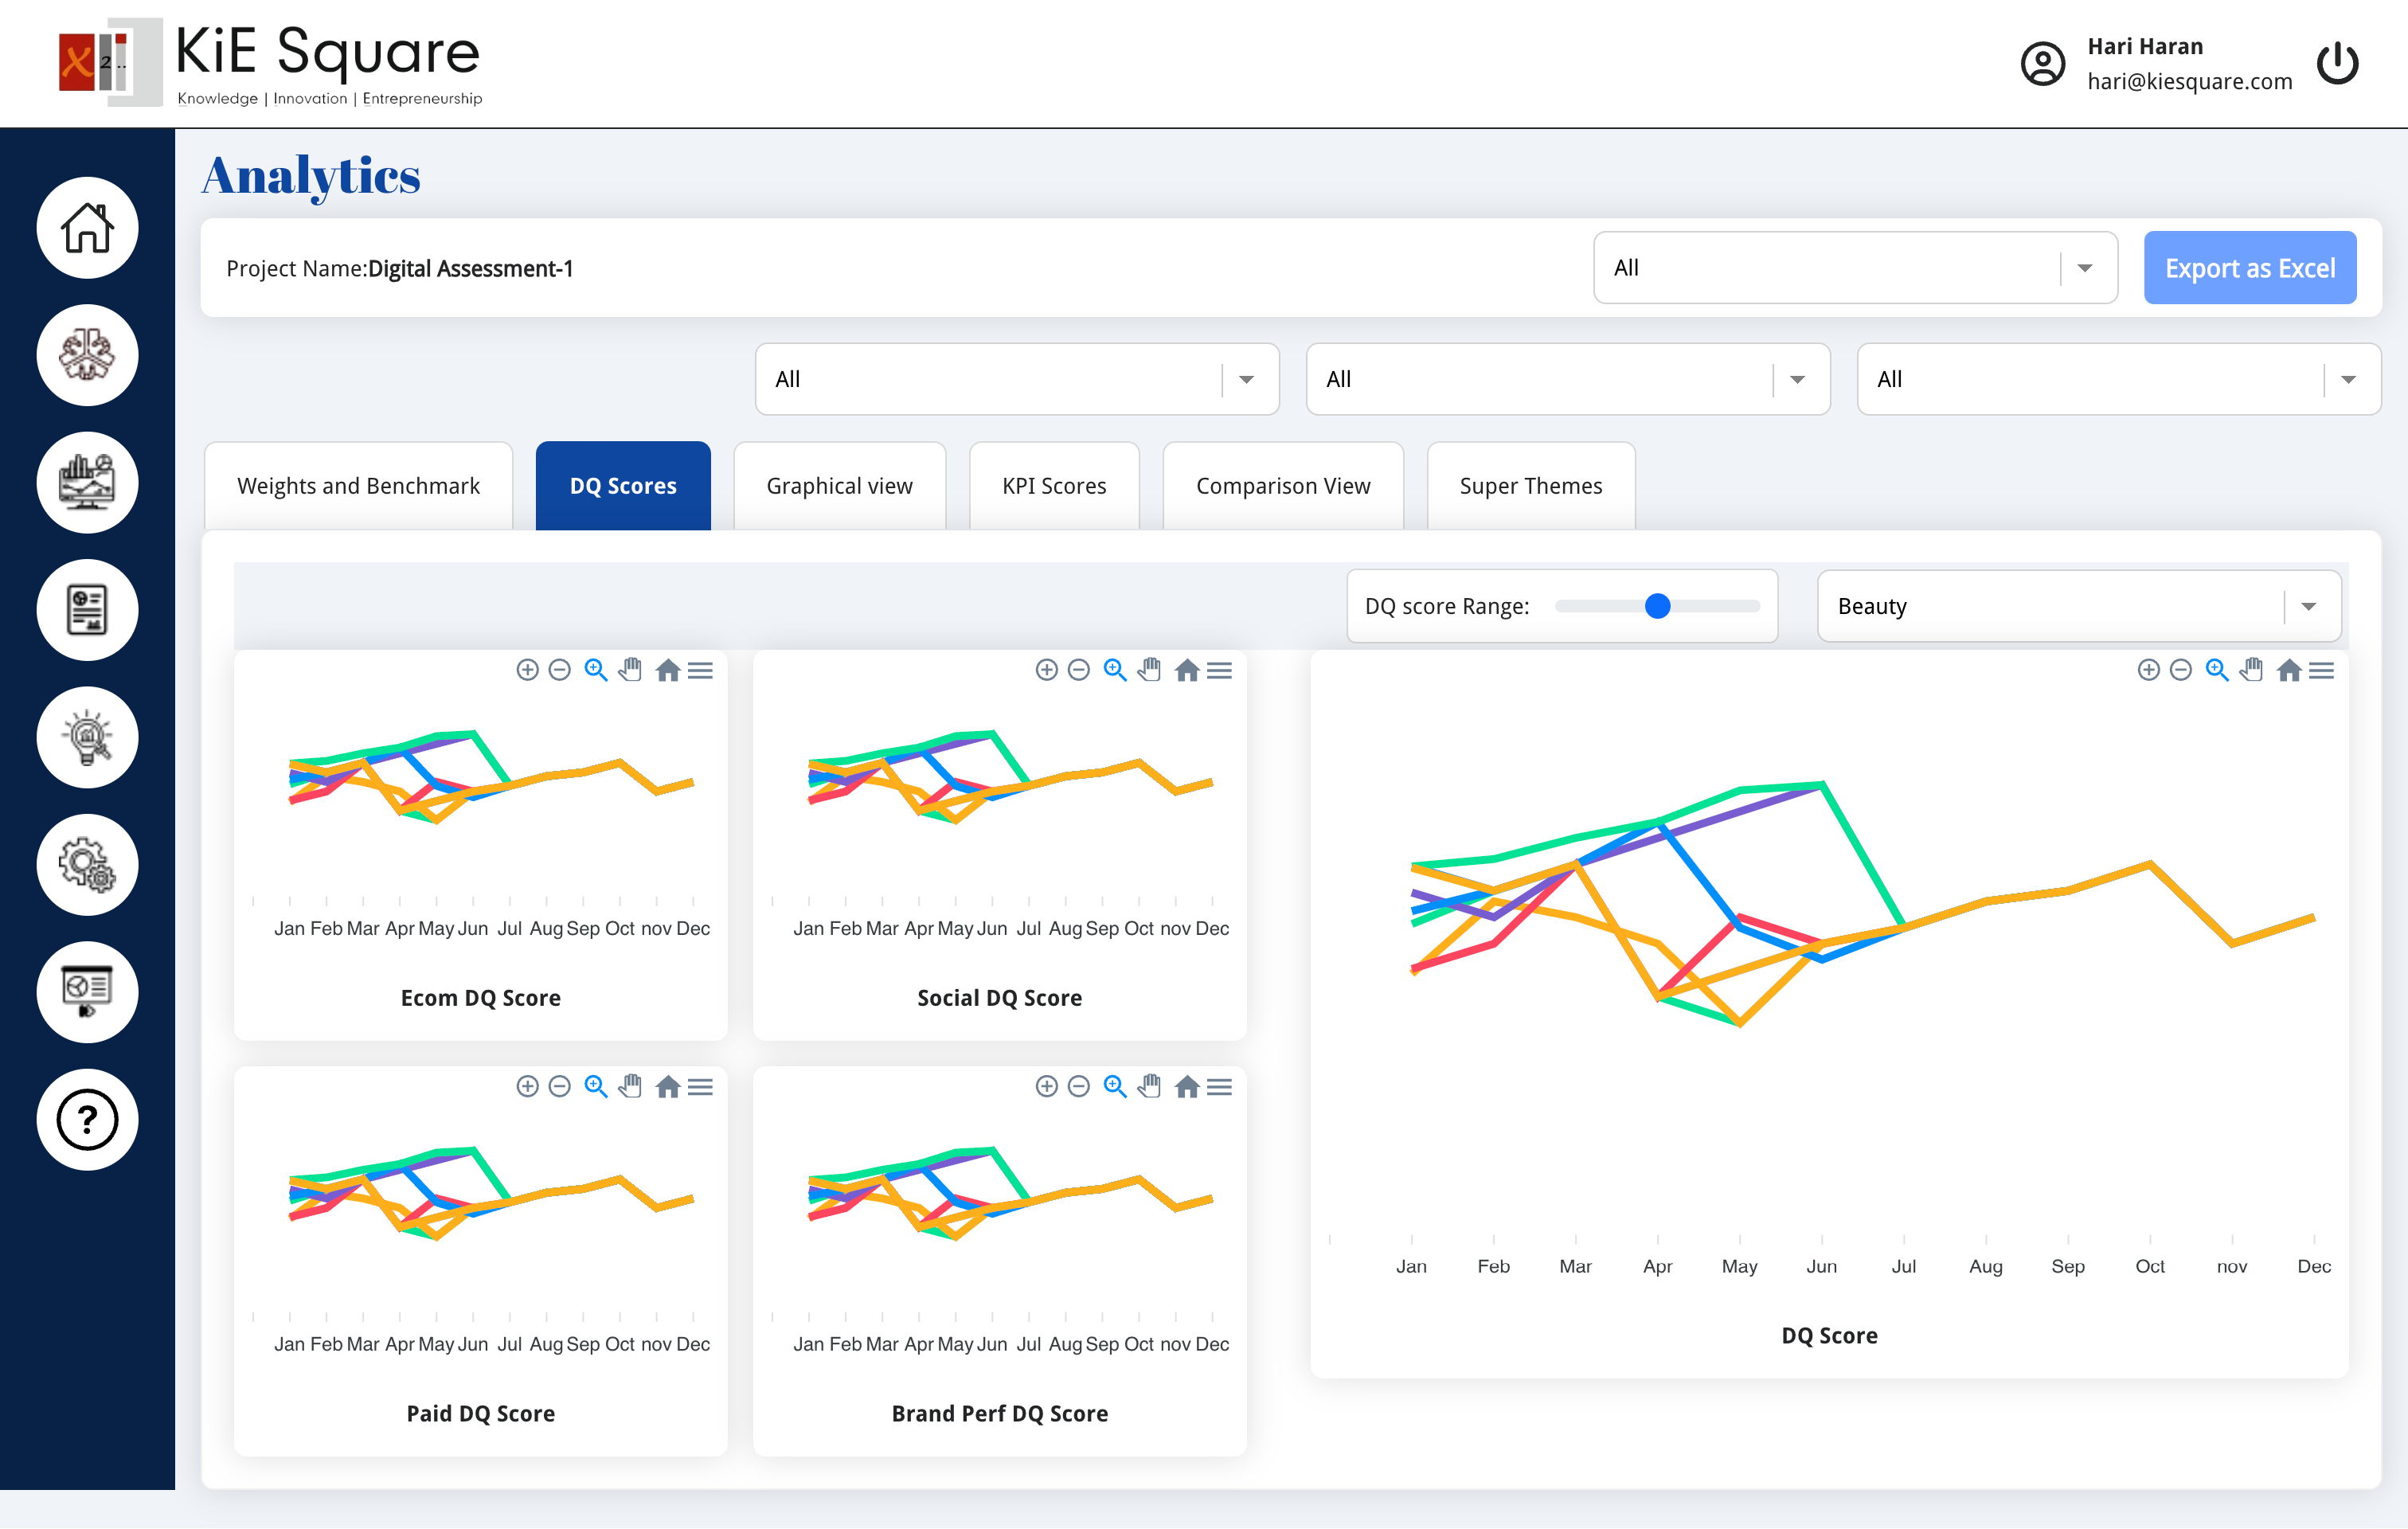 X 2 ..
KiE Square
Knowledge | Innovation | Entrepreneurship
Hari Haran
hari@kiesquare.com
Analytics
Project Name:Digital Assessment-1
All
Export as Excel
All
All
All
Weights and Benchmark
DQ Scores
Graphical view
KPI Scores
Comparison View
Super Themes
DQ score Range:
Beauty
Jan Feb Mar Apr May Jun Jul Aug Sep Oct nov Dec
Ecom DQ Score
Jan Feb Mar Apr May Jun Jul Aug Sep Oct nov Dec
Social DQ Score
Jan Feb Mar Apr May Jun Jul Aug Sep Oct nov Dec
Paid DQ Score
Jan Feb Mar Apr May Jun Jul Aug Sep Oct nov Dec
Brand Perf DQ Score
Jan Feb Mar Apr May Jun Jul Aug Sep Oct nov Dec
DQ Score
?